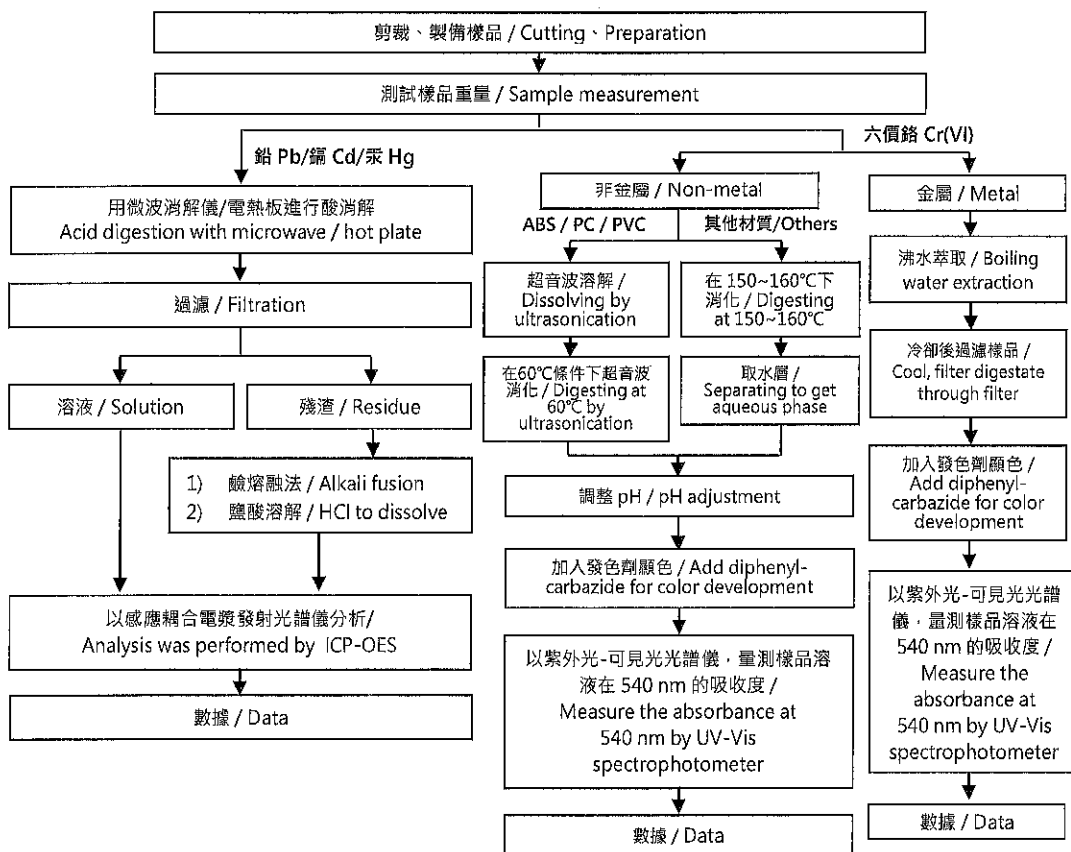 剪裁、製備樣品 / Cutting、Preparation
測試樣品重量 / Sample measurement
鉛 Pb/鎘 Cd/汞 Hg
用微波消解儀/電熱板進行酸消解
Acid digestion with microwave / hot plate
過濾 / Filtration
溶液 / Solution
殘渣 / Residue
1) 鹼熔融法 / Alkali fusion
2) 鹽酸溶解 / HCl to dissolve
以感應耦合電漿發射光譜儀分析/
Analysis was performed by ICP-OES
數據 / Data
六價鉻 Cr(VI)
非金屬 / Non-metal
ABS / PC / PVC
超音波溶解 /
Dissolving by
ultrasonication
在60℃條件下超音波
消化 / Digesting at
60℃ by
ultrasonication
其他材質/Others
在 150~160℃下
消化 / Digesting
at 150~160℃
取水層 /
Separating to get
aqueous phase
調整 pH / pH adjustment
加入發色劑顯色 / Add diphenyl-
carbazide for color development
以紫外光-可見光光譜儀，量測樣品溶
液在 540 nm 的吸收度 /
Measure the absorbance at
540 nm by UV-Vis
spectrophotometer
數據 / Data
金屬 / Metal
沸水萃取 / Boiling
water extraction
冷卻後過濾樣品 /
Cool, filter digestate
through filter
加入發色劑顯色 /
Add diphenyl-
carbazide for color
development
以紫外光-可見光光譜
儀，量測樣品溶液在
540 nm 的吸收度 /
Measure the
absorbance at
540 nm by UV-Vis
spectrophotometer
數據 / Data